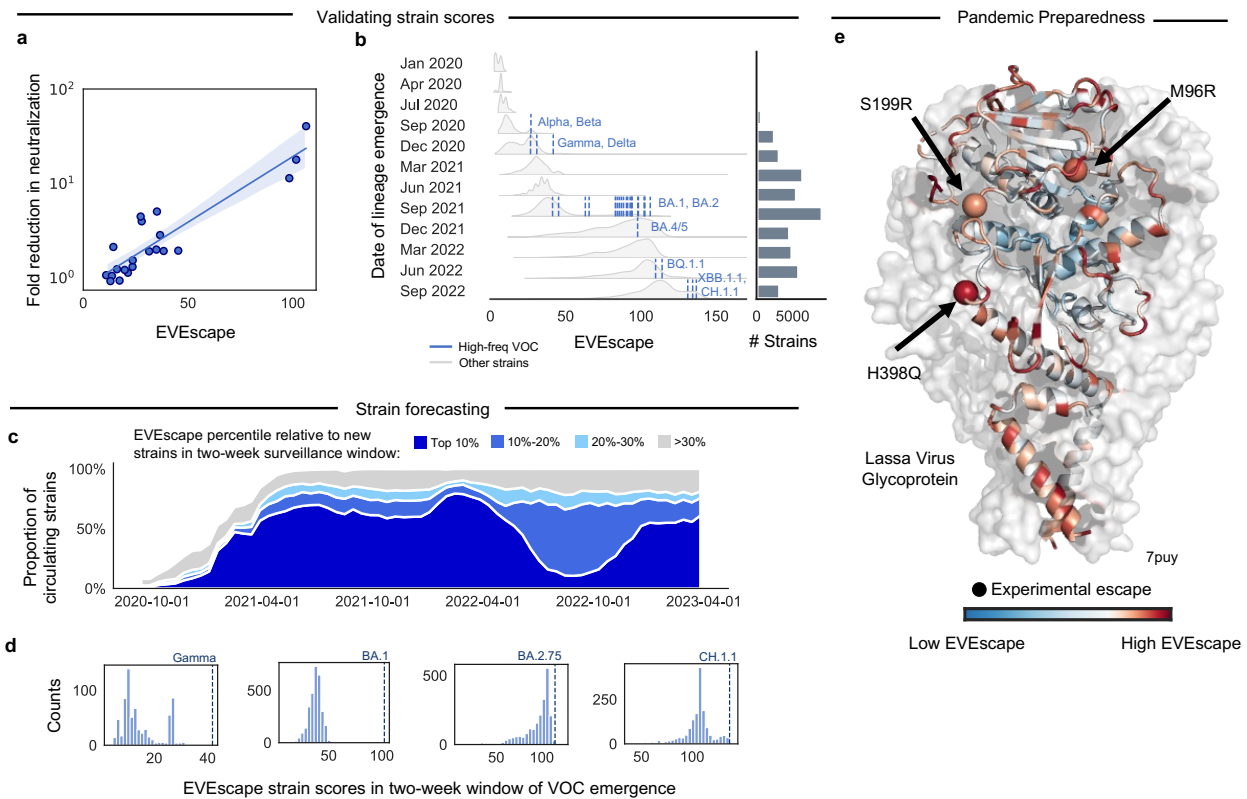 Validating strain scores
Pandemic Preparedness
a
Fold reduction in neutralization
10²
10¹
10⁰
0
50
100
EVEscape
b
Date of lineage emergence
Jan 2020
Apr 2020
Jul 2020
Sep 2020
Dec 2020
Mar 2021
Jun 2021
Sep 2021
Dec 2021
Mar 2022
Jun 2022
Sep 2022
Alpha, Beta
Gamma, Delta
BA.1, BA.2
BA.4/5
BQ.1.1
XBB.1.1,
CH.1.1
0
50
100
150
EVEscape
0
5000
# Strains
High-freq VOC
Other strains
e
S199R
M96R
H398Q
Lassa Virus
Glycoprotein
7puy
Experimental escape
Low EVEscape
High EVEscape
Strain forecasting
c
EVEscape percentile relative to new
strains in two-week surveillance window:
Top 10%
10%-20%
20%-30%
>30%
Proportion of
circulating strains
100%
50%
0%
2020-10-01
2021-04-01
2021-10-01
2022-04-01
2022-10-01
2023-04-01
d
Counts
Gamma
100
0
20
40
BA.1
500
0
50
100
BA.2.75
500
0
50
100
CH.1.1
250
0
50
100
EVEscape strain scores in two-week window of VOC emergence